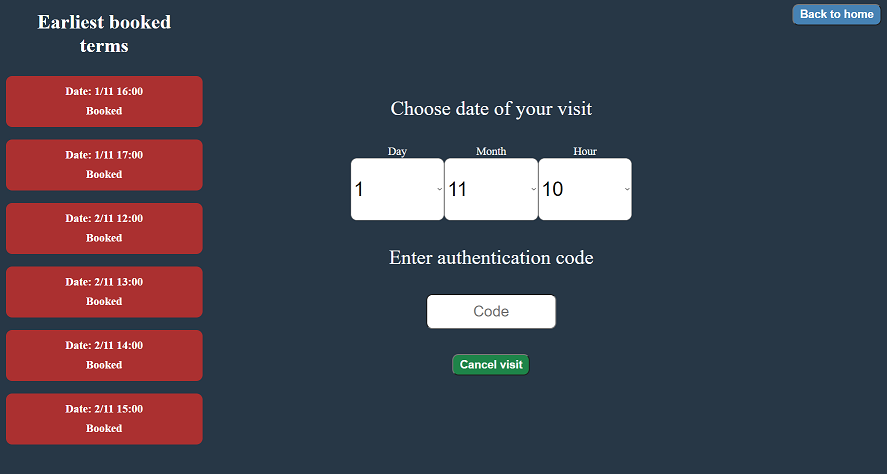 Earliest booked
terms
Date: 1/11 16:00
Booked
Date: 1/11 17:00
Booked
Date: 2/11 12:00
Booked
Date: 2/11 13:00
Booked
Date: 2/11 14:00
Booked
Date: 2/11 15:00
Booked
Back to home
Choose date of your visit
Day Month Hour
1 11 10
Enter authentication code
Code
Cancel visit